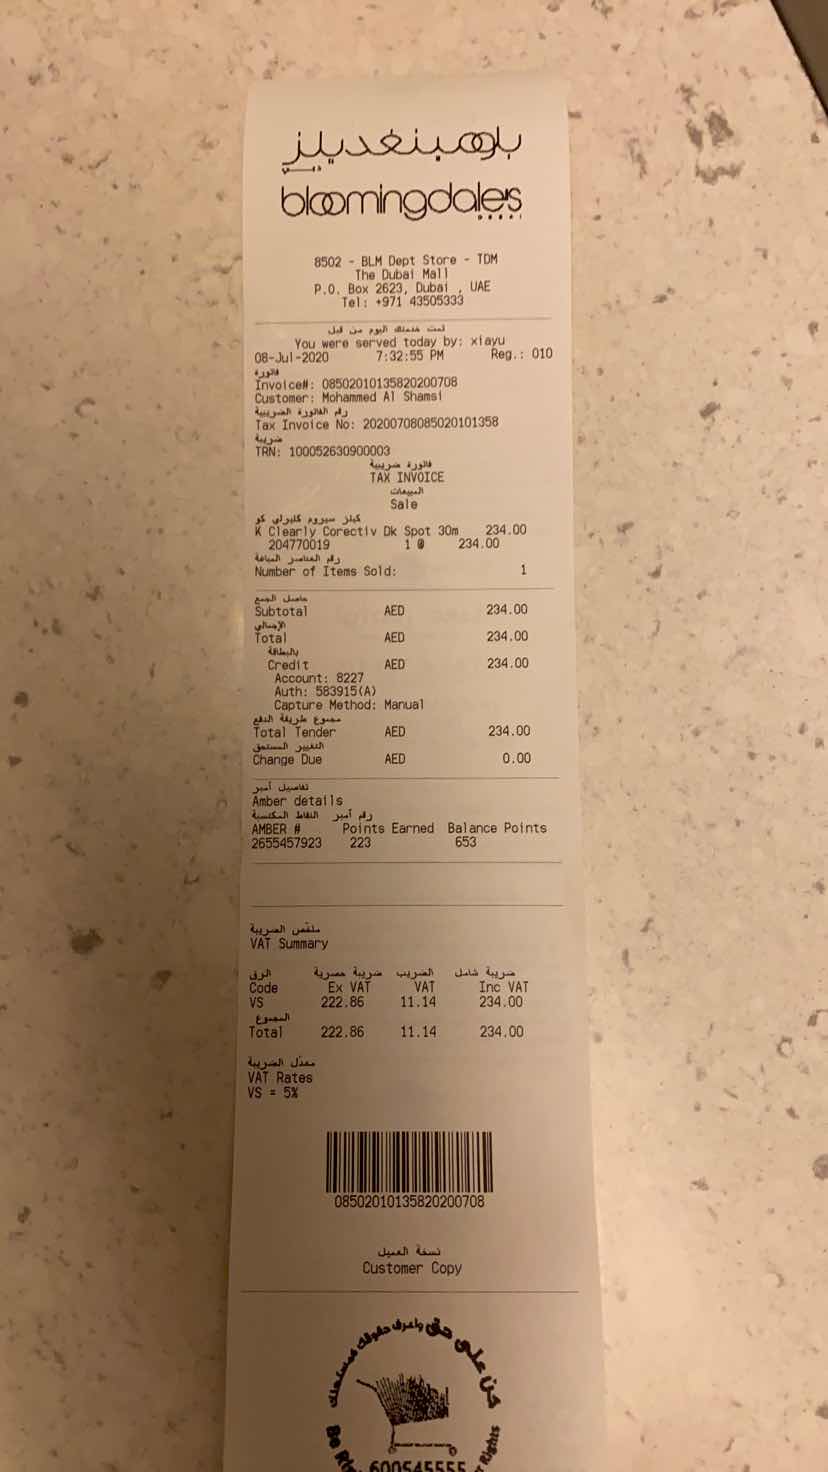 بلومينغديلز
دبي
bloomingdale's
DUBAI
8502 - BLM Dept Store - TDM
The Dubai Mall
P.O. Box 2623, Dubai , UAE
Tel: +971 43505333
تمت خدمتك اليوم من قبل
You were served today by: xiayu
08-Jul-2020 7:32:55 PM Reg.: 010
فاتورة
Invoice#: 08502010135820200708
Customer: Mohammed Al Shamsi
رقم الفاتورة الضريبية
Tax Invoice No: 20200708085020101358
ضريبة
TRN: 100052630900003
فاتورة ضريبية
TAX INVOICE
المبيعات
Sale
كيلز سيروم كليرلي كو
K Clearly Corectiv Dk Spot 30m 234.00
204770019 1 @ 234.00
رقم العناصر المباعة
Number of Items Sold: 1
حاصل الجمع
Subtotal AED 234.00
الإجمالي
Total AED 234.00
بالبطاقة
Credit AED 234.00
Account: 8227
Auth: 583915(A)
Capture Method: Manual
مجموع طريقة الدفع
Total Tender AED 234.00
التغيير المستحق
Change Due AED 0.00
تفاصيل أمبر
Amber details
رقم أمبر النقاط المكتسبة
AMBER # Points Earned Balance Points
2655457923 223 653
ملخص الضريبة
VAT Summary
الرق ضريبة حصرية الضريب ضريبة شامل
Code Ex VAT VAT Inc VAT
VS 222.86 11.14 234.00
المجموع
Total 222.86 11.14 234.00
معدّل الضريبة
VAT Rates
VS = 5%
08502010135820200708
نسخة العميل
Customer Copy
كن على حق واعرف حقوقك كمستهلك
Be Rights
600545555